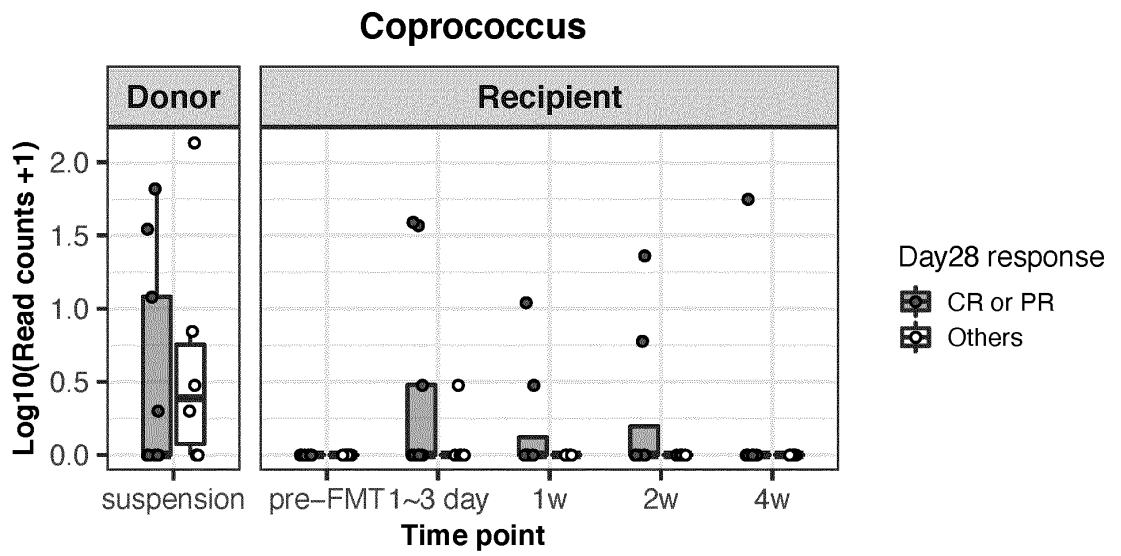 Coprococcus
Donor
Recipient
Log10(Read counts +1)
2.0
1.5
1.0
0.5
0.0
suspension
pre–FMT
1~3 day
1w
2w
4w
Time point
Day28 response
CR or PR
Others